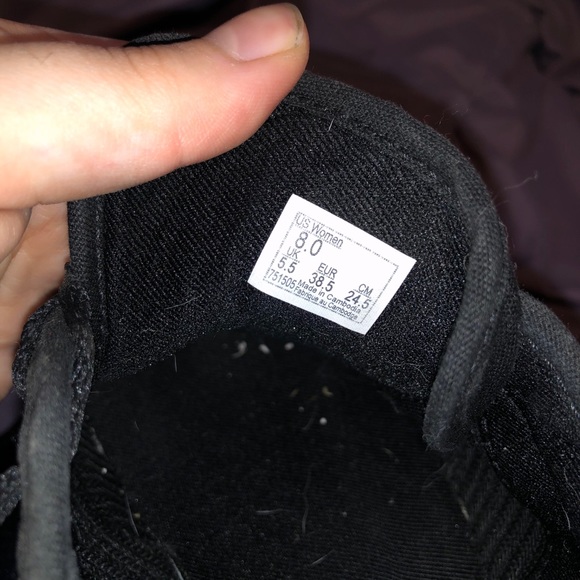 US Women
8.0
UK EUR CM
5.5 38.5 24.5
Made in Cambodia
751505 Fabriqué au Cambodge